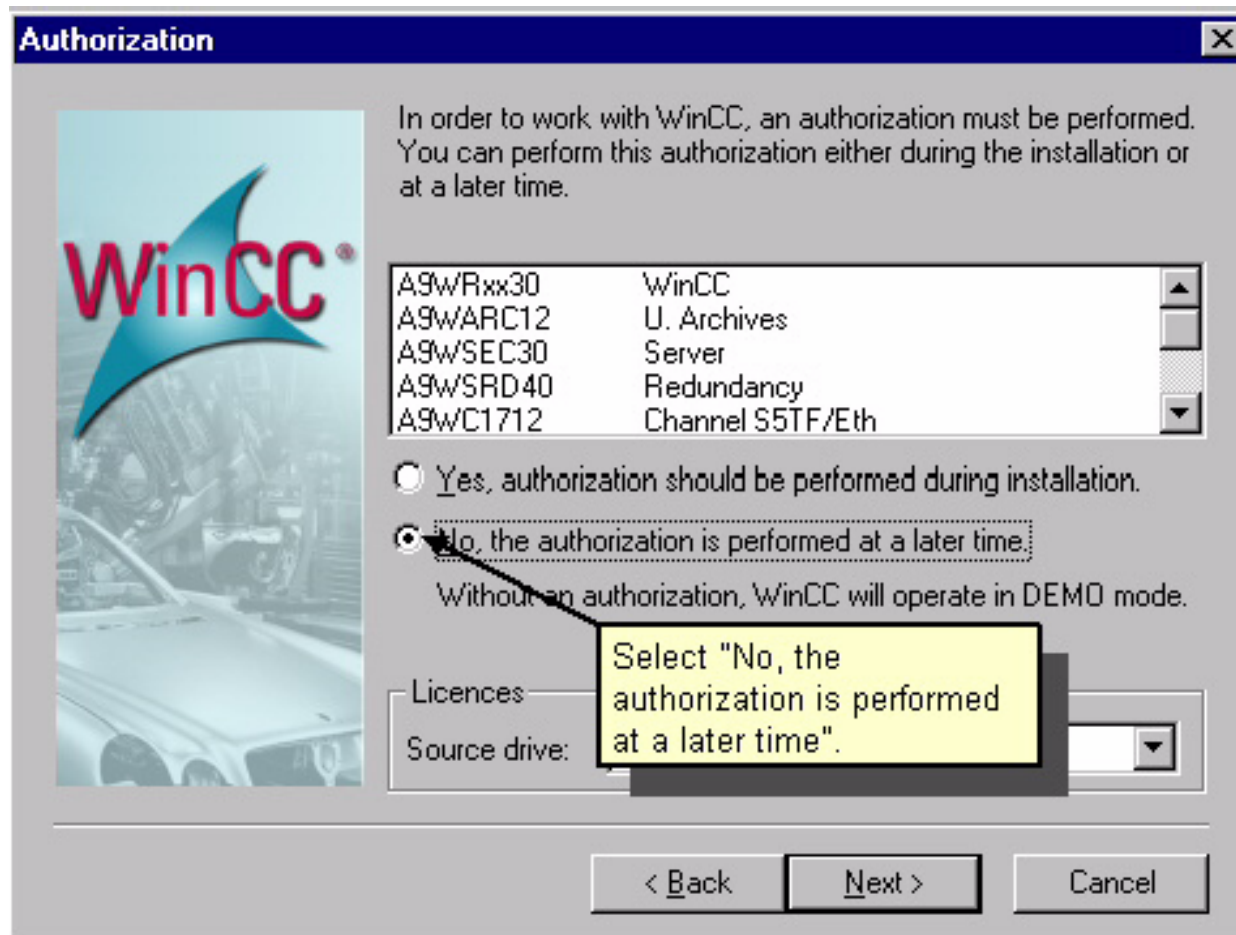 Authorization
In order to work with WinCC, an authorization must be performed.
You can perform this authorization either during the installation or
at a later time.
WinCC ®
A9WRxx30 WinCC
A9WARC12 U. Archives
A9WSEC30 Server
A9WSRD40 Redundancy
A9WC1712 Channel S5TF/Eth
Yes, authorization should be performed during installation.
No, the authorization is performed at a later time.
Without an authorization, WinCC will operate in DEMO mode.
Select "No, the
authorization is performed
at a later time".
Licences
Source drive:
< Back Next > Cancel